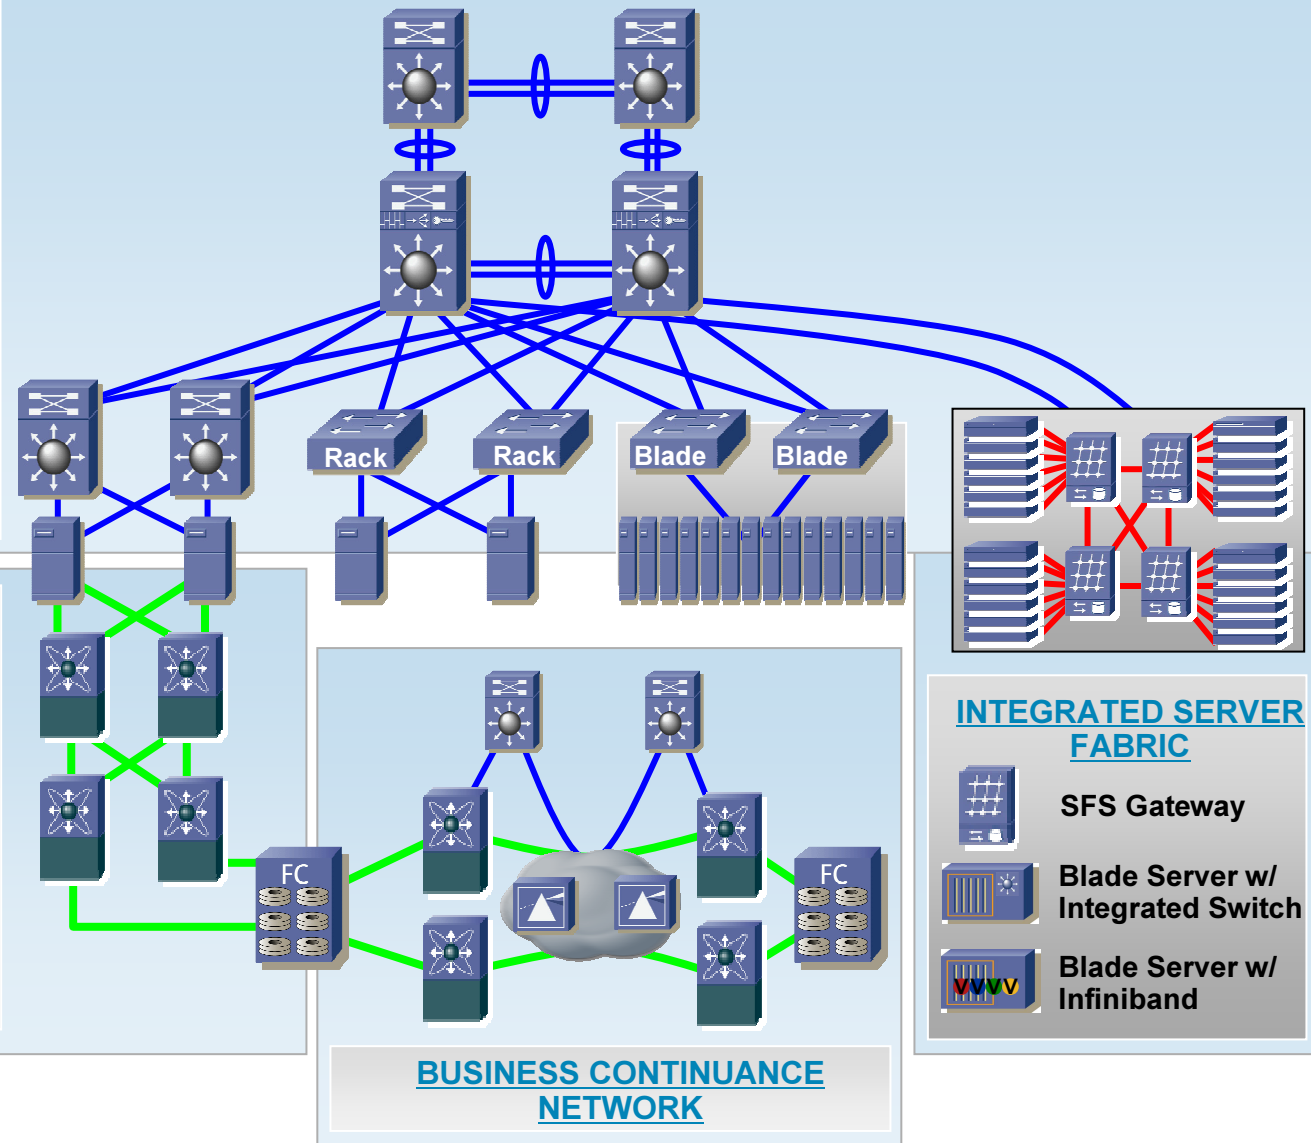 Rack
Rack
Blade
Blade
INTEGRATED SERVER
FABRIC
SFS Gateway
Blade Server w/
Integrated Switch
Blade Server w/
Infiniband
VVVV
FC
FC
BUSINESS CONTINUANCE
NETWORK